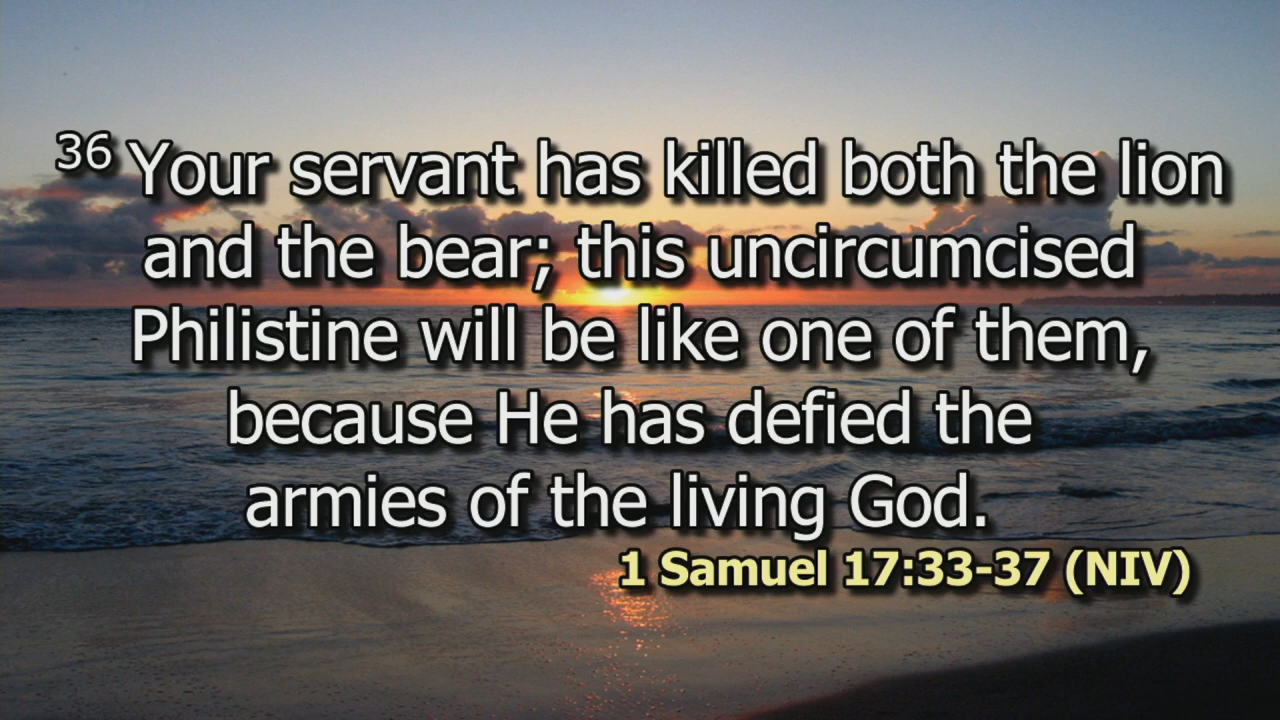 36 Your servant has killed both the lion
and the bear; this uncircumcised
Philistine will be like one of them,
because He has defied the
armies of the living God.
1 Samuel 17:33-37 (NIV)